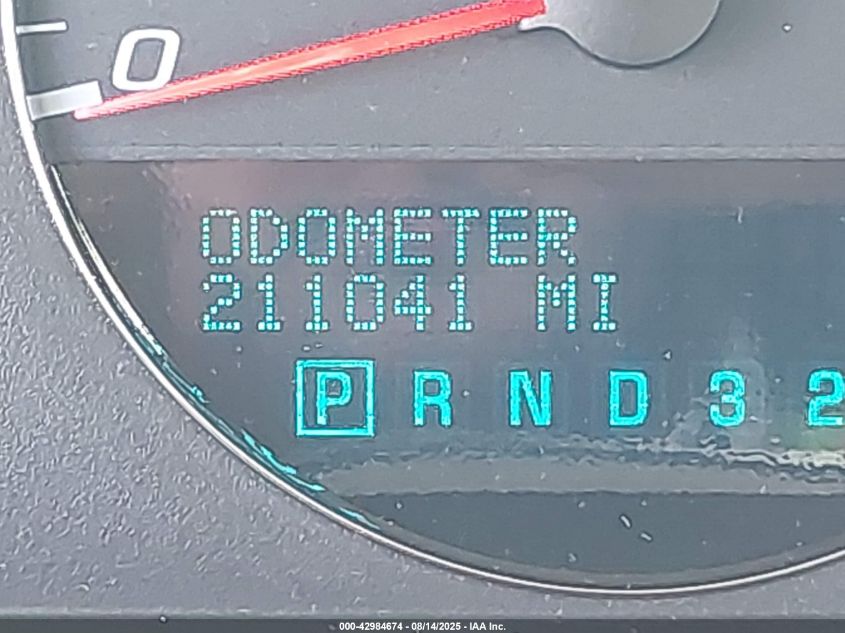 0
ODOMETER
211041 MI
P R N D 3 2
000-42984674 - 08/14/2025 - IAA Inc.